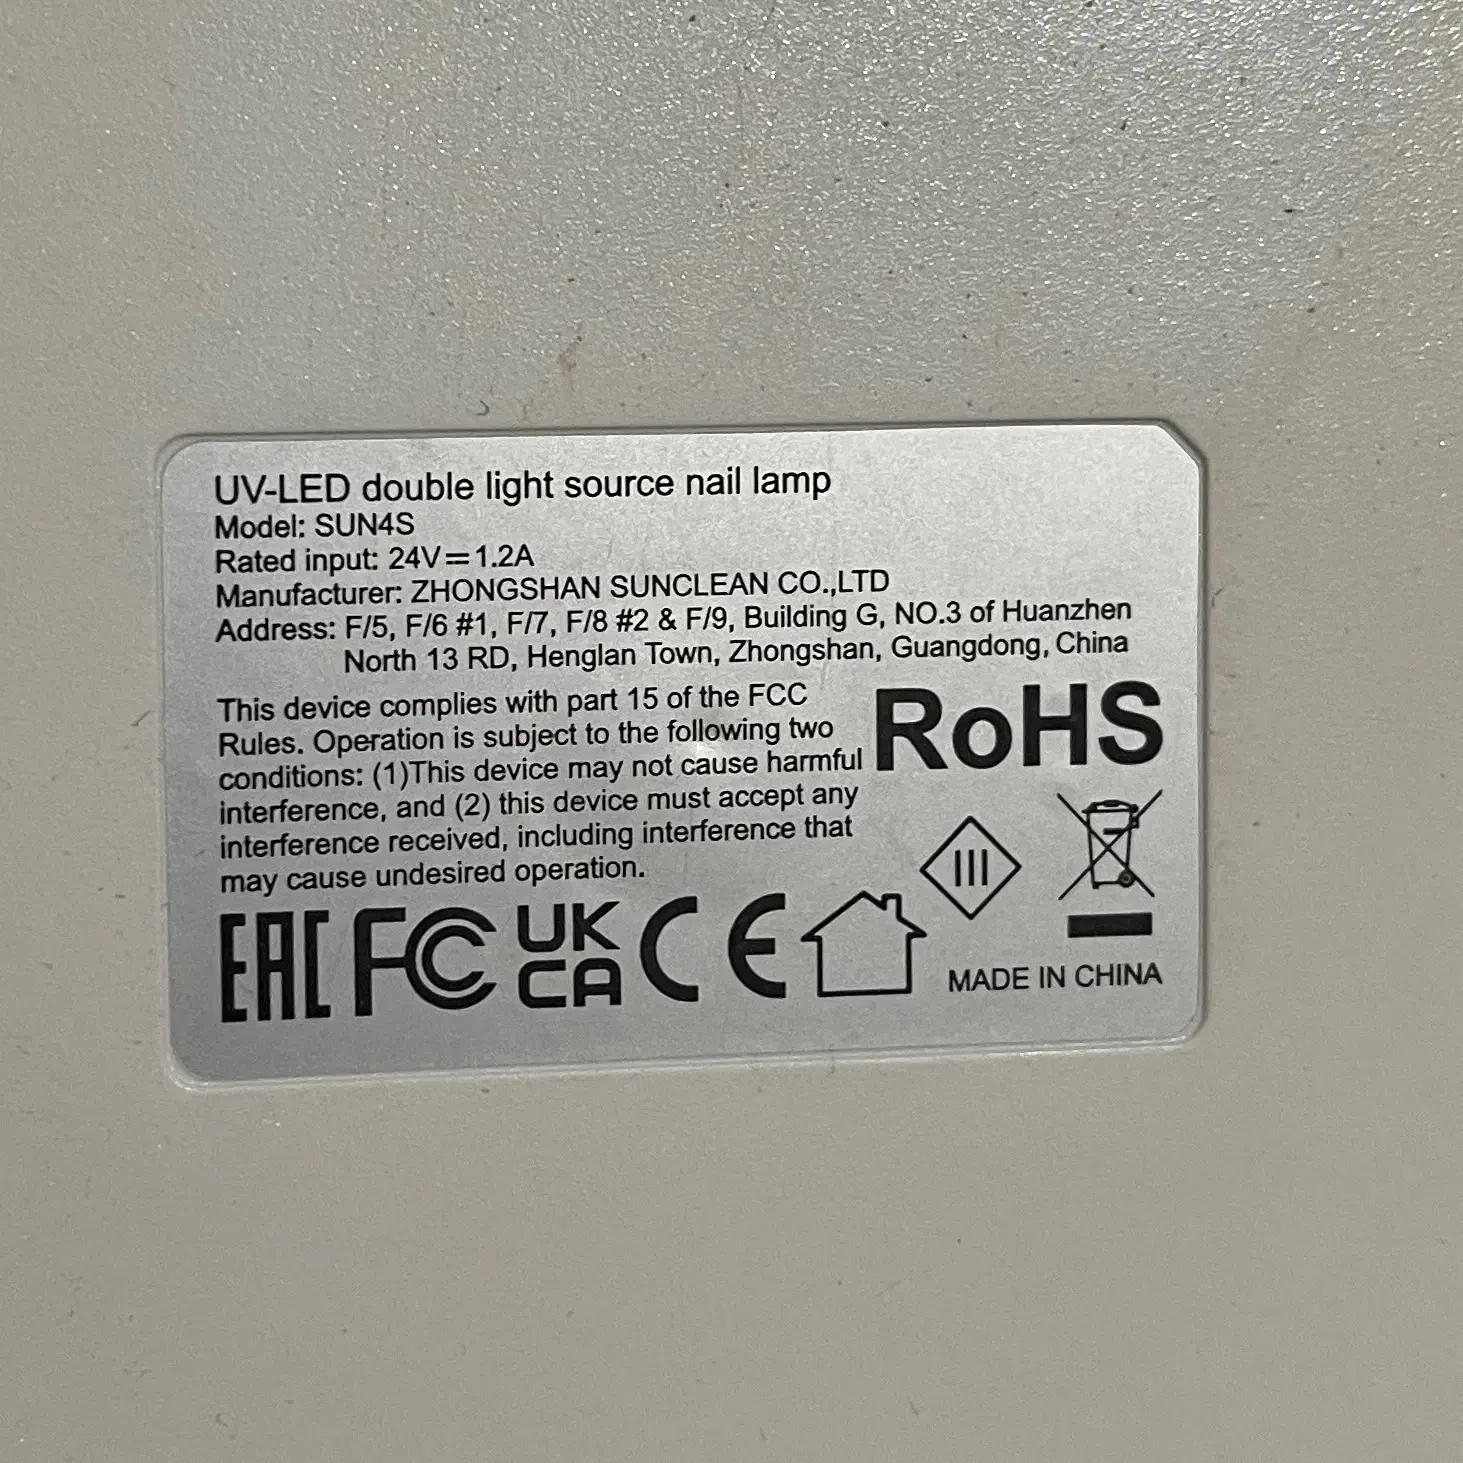 UV-LED double light source nail lamp
Model: SUN4S
Rated input: 24V⎓1.2A
Manufacturer: ZHONGSHAN SUNCLEAN CO.,LTD
Address: F/5, F/6 #1, F/7, F/8 #2 & F/9, Building G, NO.3 of Huanzhen
North 13 RD, Henglan Town, Zhongshan, Guangdong, China
This device complies with part 15 of the FCC
Rules. Operation is subject to the following two
conditions: (1)This device may not cause harmful
interference, and (2) this device must accept any
interference received, including interference that
may cause undesired operation.
RoHS
III
EAC FC UK
CA CE
MADE IN CHINA